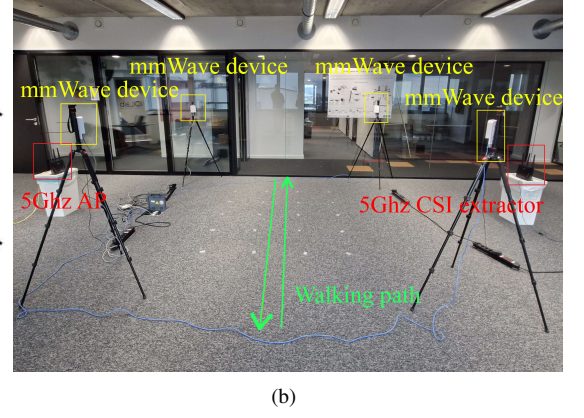 mmWave device
mmWave device
mmWave device
mmWave device
5Ghz AP
5Ghz CSI extractor
Walking path
(b)